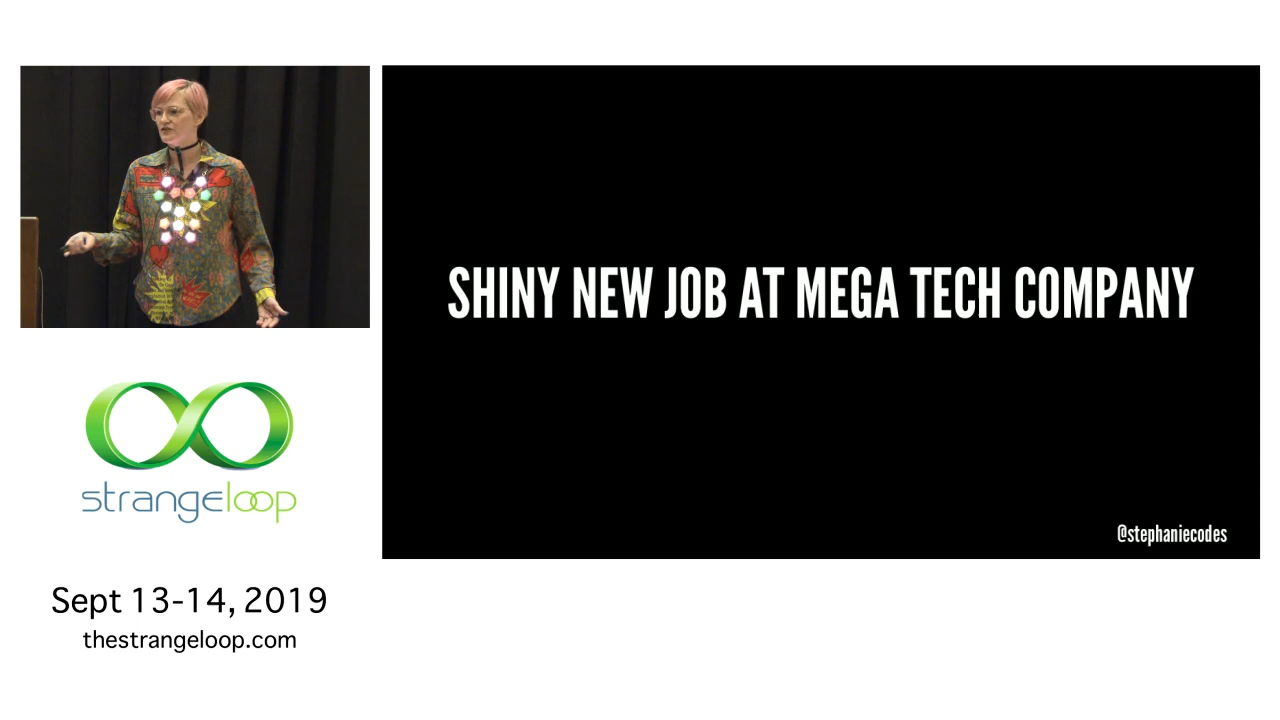 SHINY NEW JOB AT MEGA TECH COMPANY
@stephaniecodes
strangeloop
Sept 13-14, 2019
thestrangeloop.com